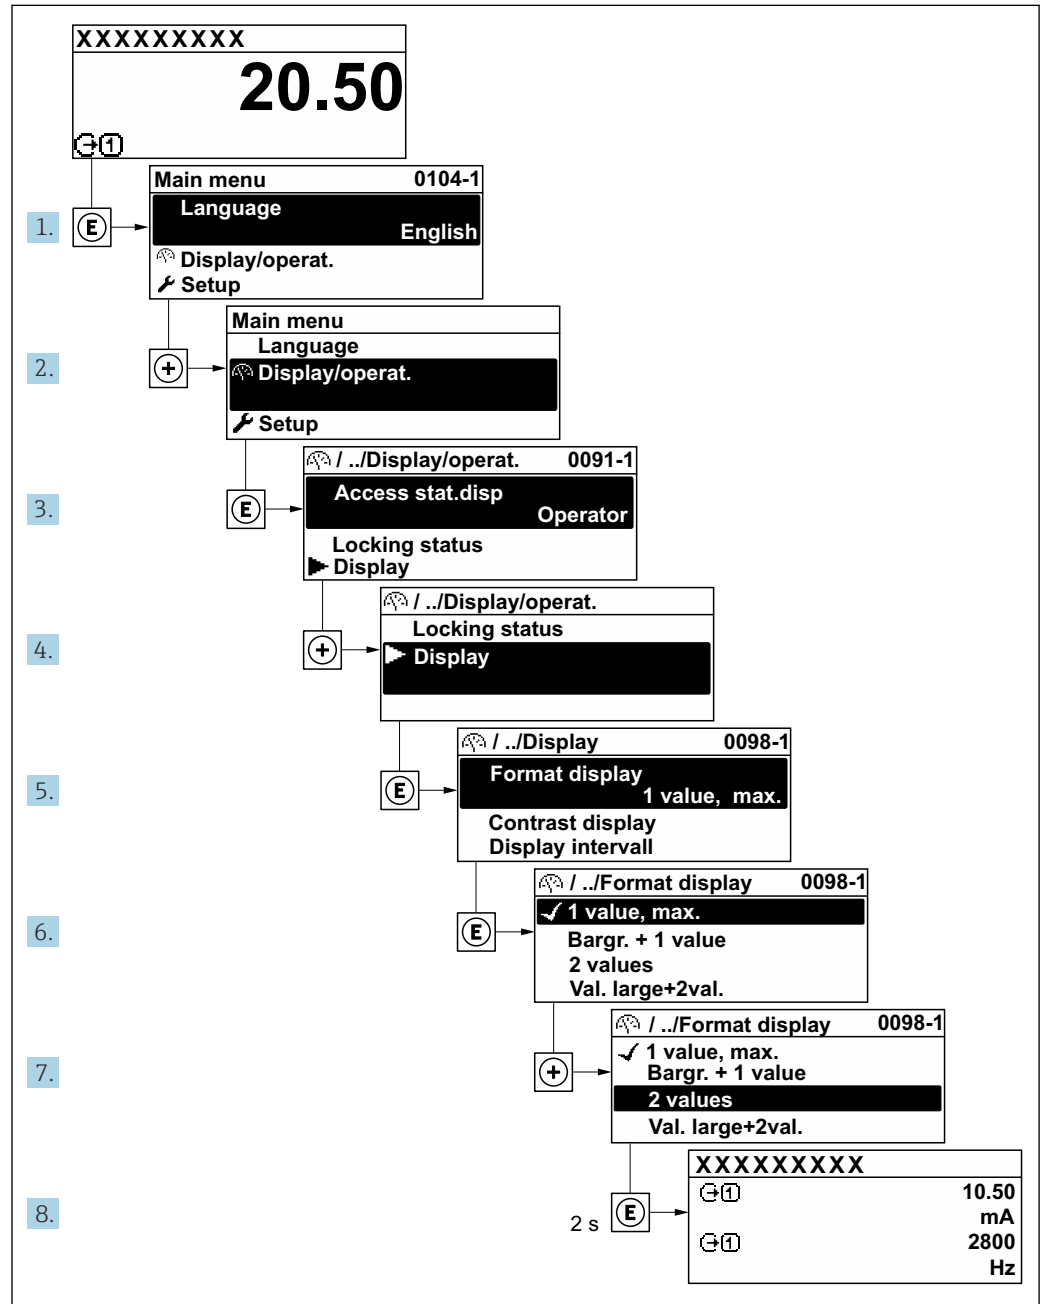 XXXXXXXXX
20.50
1
Main menu 0104-1
1. E Language
English
Display/operat.
Setup
Main menu
Language
2. + Display/operat.
Setup
/ ../Display/operat. 0091-1
3. E Access stat.disp
Operator
Locking status
Display
/ ../Display/operat.
Locking status
4. + Display
/ ../Display 0098-1
5. E Format display
1 value, max.
Contrast display
Display intervall
/ ../Format display 0098-1
6. E 1 value, max.
Bargr. + 1 value
2 values
Val. large+2val.
/ ../Format display 0098-1
7. + 1 value, max.
Bargr. + 1 value
2 values
Val. large+2val.
XXXXXXXXX
8. 2 s E 1 10.50
mA
1 2800
Hz